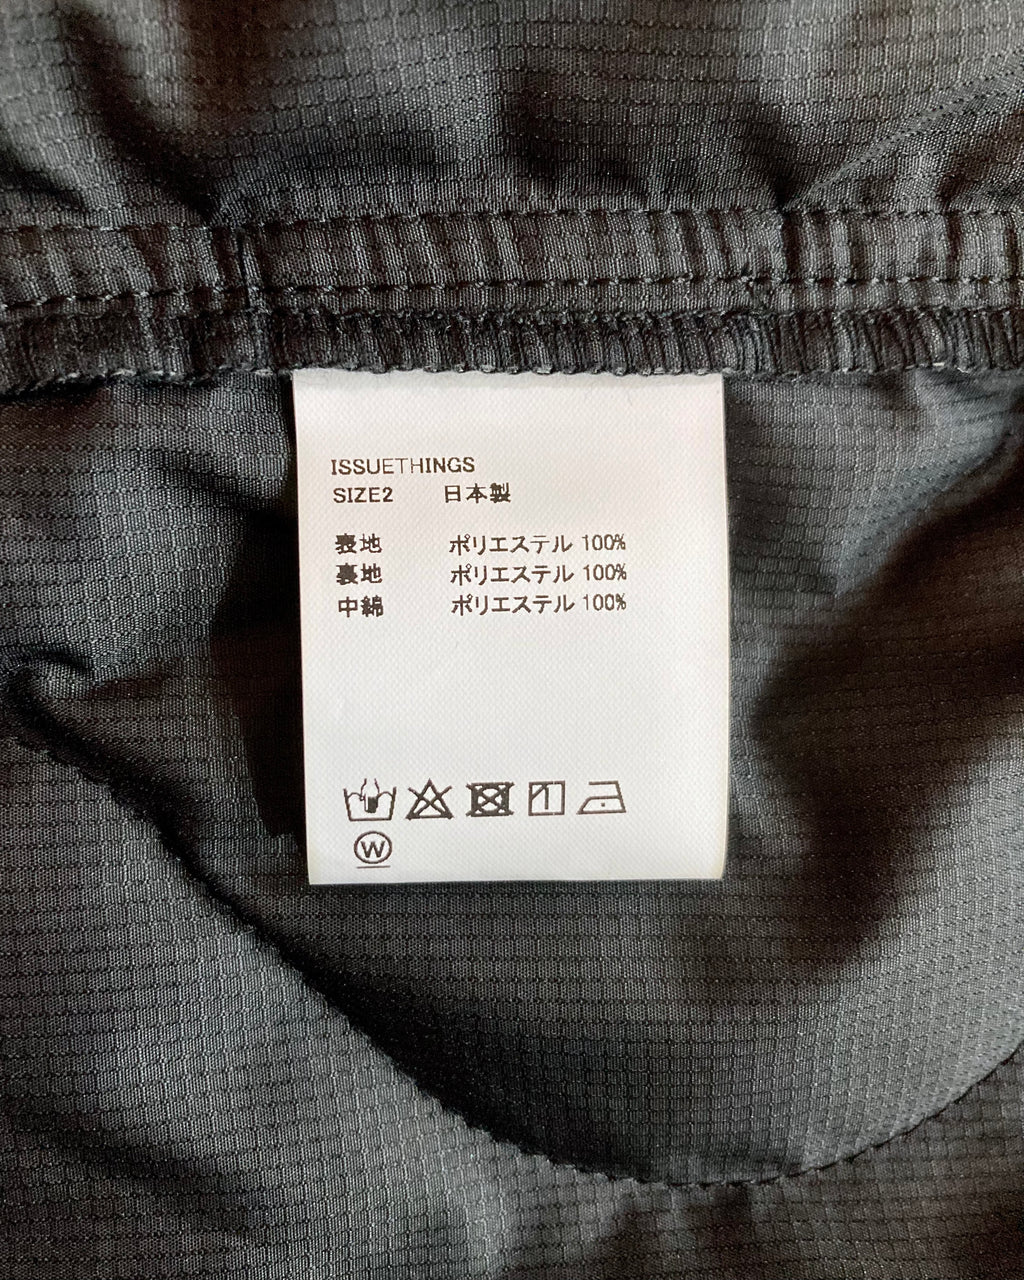 ISSUETHINGS
SIZE2 日本製
表地 ポリエステル 100%
裏地 ポリエステル 100%
中綿 ポリエステル 100%
W